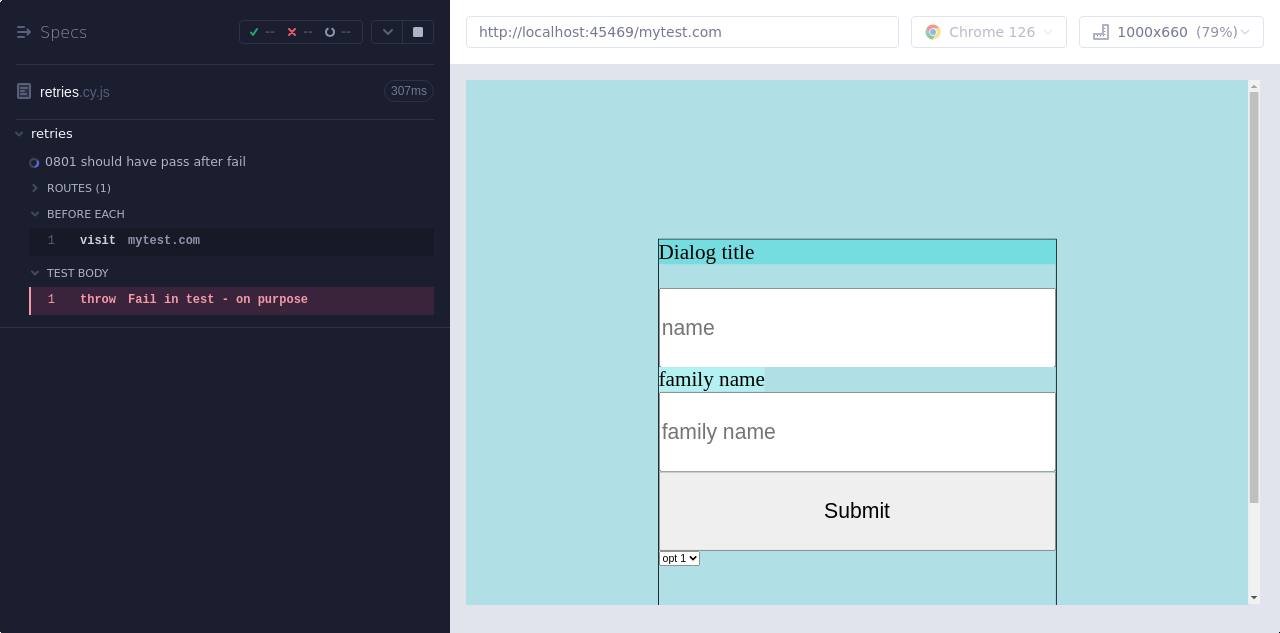 Specs
--
--
--
retries.cy.js
307ms
retries
0801 should have pass after fail
ROUTES (1)
BEFORE EACH
1 visit mytest.com
TEST BODY
1 throw Fail in test - on purpose
http://localhost:45469/mytest.com
Chrome 126
1000x660 (79%)
Dialog title
name
family name
family name
Submit
opt 1